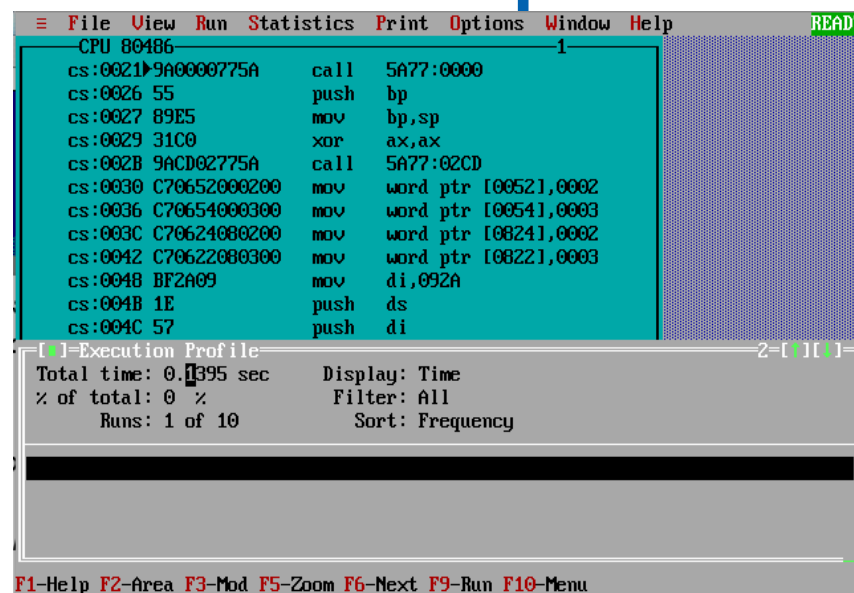 ≡ File View Run Statistics Print Options Window Help READ
CPU 80486 1
cs:0021►9A0000775A call 5A77:0000
cs:0026 55 push bp
cs:0027 89E5 mov bp,sp
cs:0029 31C0 xor ax,ax
cs:002B 9ACD02775A call 5A77:02CD
cs:0030 C70652000200 mov word ptr [0052],0002
cs:0036 C70654000300 mov word ptr [0054],0003
cs:003C C70624080200 mov word ptr [0824],0002
cs:0042 C70622080300 mov word ptr [0822],0003
cs:0048 BF2A09 mov di,092A
cs:004B 1E push ds
cs:004C 57 push di
[■]=Execution Profile 2=[↑][↓]=
Total time: 0.1395 sec Display: Time
% of total: 0 % Filter: All
Runs: 1 of 10 Sort: Frequency
F1-Help F2-Area F3-Mod F5-Zoom F6-Next F9-Run F10-Menu